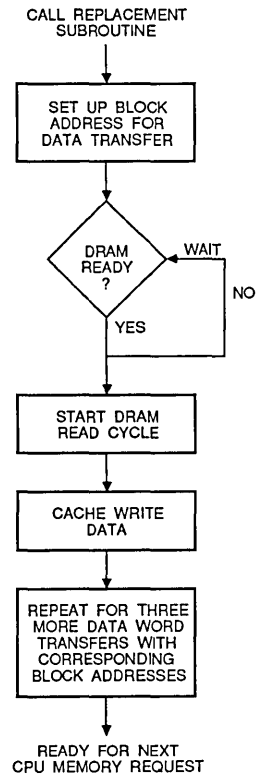 CALL REPLACEMENT
SUBROUTINE
SET UP BLOCK
ADDRESS FOR
DATA TRANSFER
DRAM
READY
?
WAIT
NO
YES
START DRAM
READ CYCLE
CACHE WRITE
DATA
REPEAT FOR THREE
MORE DATA WORD
TRANSFERS WITH
CORRESPONDING
BLOCK ADDRESSES
READY FOR NEXT
CPU MEMORY REQUEST